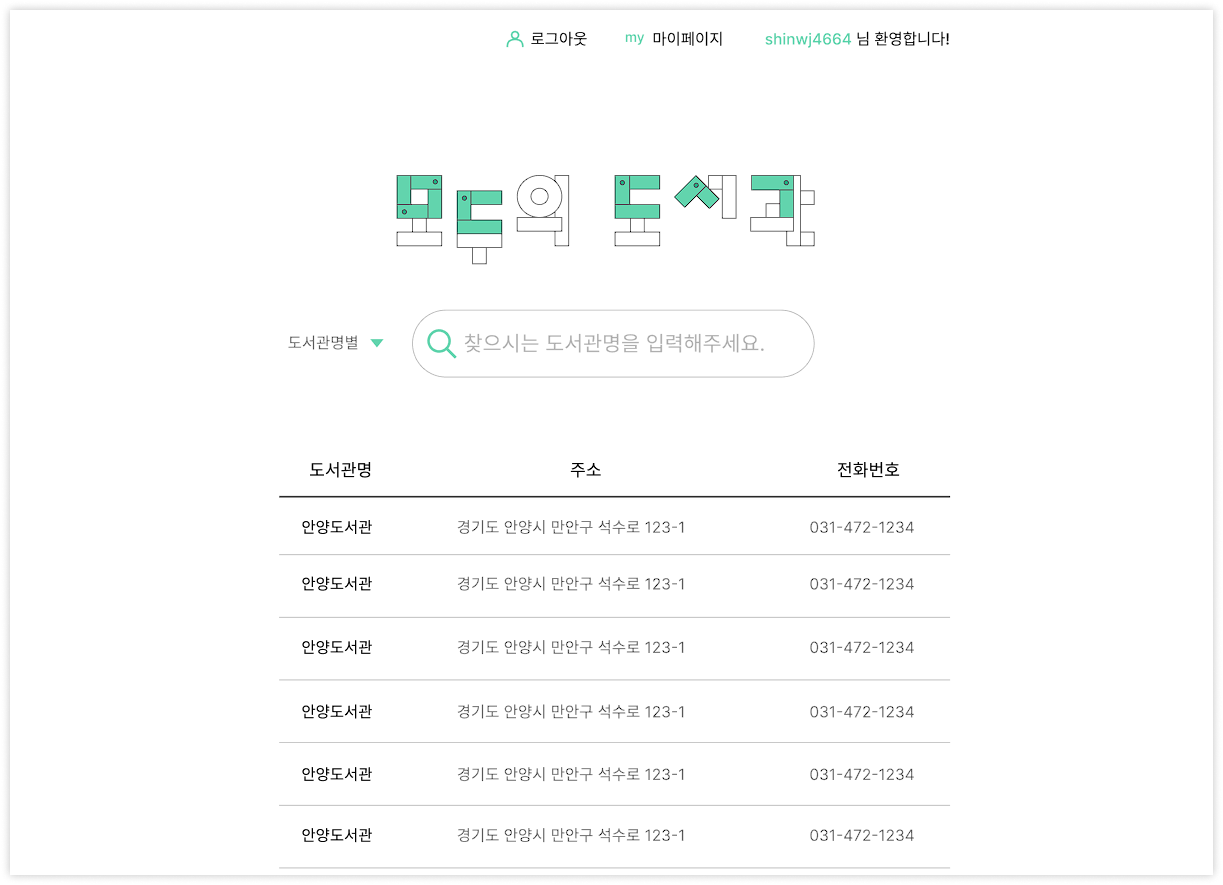 로그아웃 my 마이페이지 shinwj4664 님 환영합니다!
모두의 도시락
도서관명별 찾으시는 도서관명을 입력해주세요.
도서관명 주소 전화번호
안양도서관 경기도 안양시 만안구 석수로 123-1 031-472-1234
안양도서관 경기도 안양시 만안구 석수로 123-1 031-472-1234
안양도서관 경기도 안양시 만안구 석수로 123-1 031-472-1234
안양도서관 경기도 안양시 만안구 석수로 123-1 031-472-1234
안양도서관 경기도 안양시 만안구 석수로 123-1 031-472-1234
안양도서관 경기도 안양시 만안구 석수로 123-1 031-472-1234